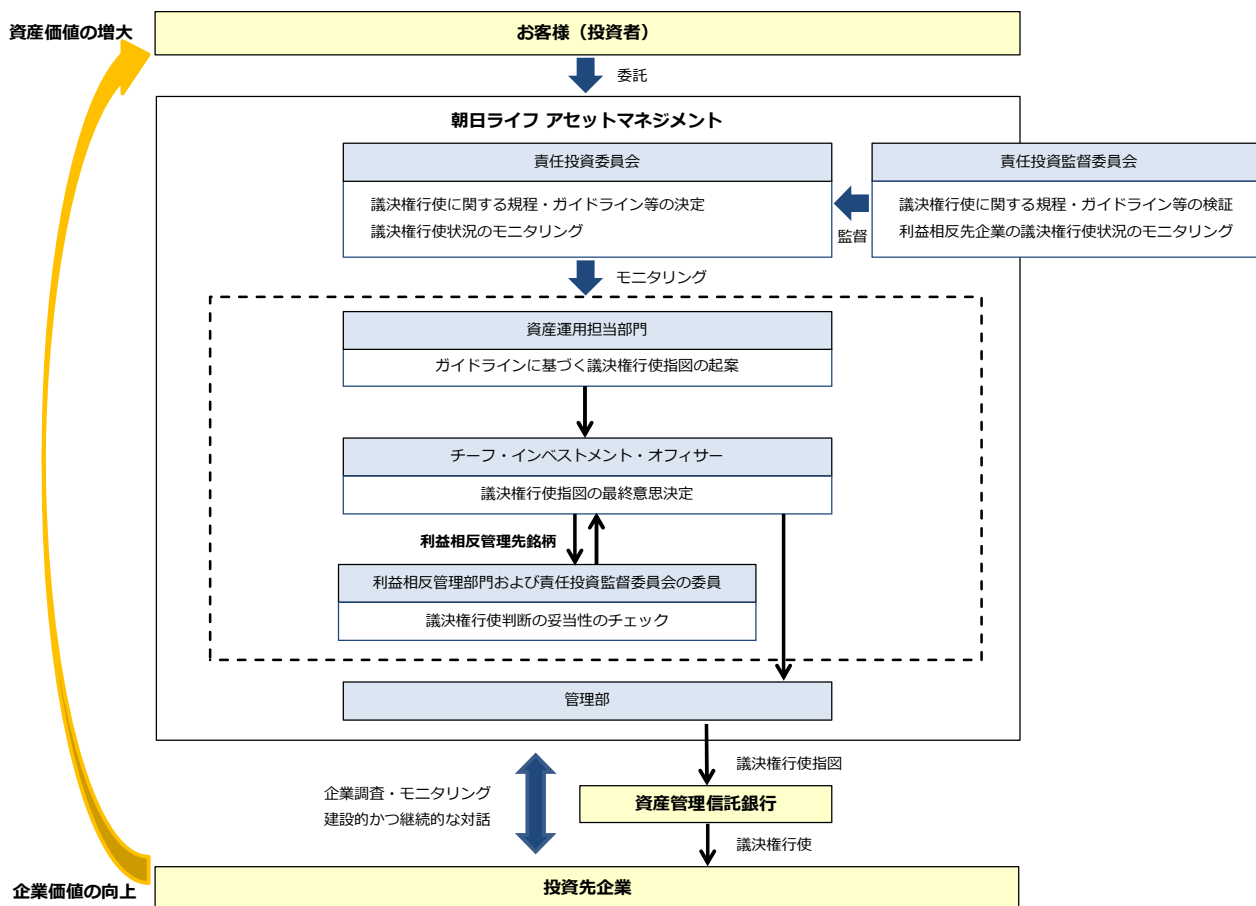 資産価値の増大
お客様（投資者）
委託
朝日ライフ アセットマネジメント
責任投資委員会
議決権行使に関する規程・ガイドライン等の決定
議決権行使状況のモニタリング
監督
責任投資監督委員会
議決権行使に関する規程・ガイドライン等の検証
利益相反先企業の議決権行使状況のモニタリング
モニタリング
資産運用担当部門
ガイドラインに基づく議決権行使指図の起案
チーフ・インベストメント・オフィサー
議決権行使指図の最終意思決定
利益相反管理先銘柄
利益相反管理部門および責任投資監督委員会の委員
議決権行使判断の妥当性のチェック
管理部
議決権行使指図
企業調査・モニタリング
建設的かつ継続的な対話
資産管理信託銀行
議決権行使
企業価値の向上
投資先企業